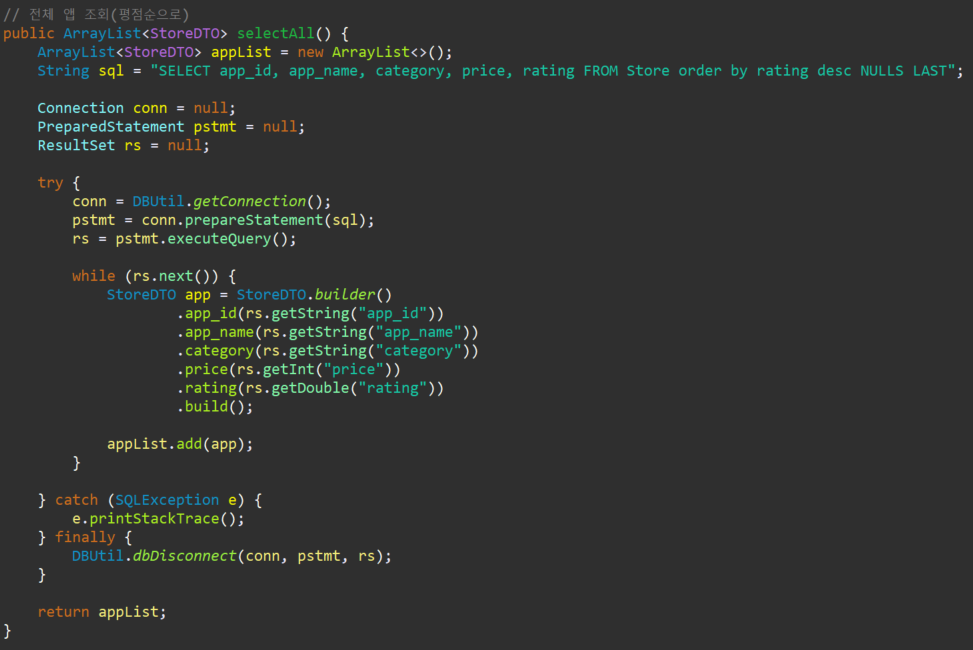 // 전체 앱 조회(평점순으로)
public ArrayList<StoreDTO> selectAll() {
    ArrayList<StoreDTO> appList = new ArrayList<>();
    String sql = "SELECT app_id, app_name, category, price, rating FROM Store order by rating desc NULLS LAST";

    Connection conn = null;
    PreparedStatement pstmt = null;
    ResultSet rs = null;

    try {
        conn = DBUtil.getConnection();
        pstmt = conn.prepareStatement(sql);
        rs = pstmt.executeQuery();

        while (rs.next()) {
            StoreDTO app = StoreDTO.builder()
                    .app_id(rs.getString("app_id"))
                    .app_name(rs.getString("app_name"))
                    .category(rs.getString("category"))
                    .price(rs.getInt("price"))
                    .rating(rs.getDouble("rating"))
                    .build();

            appList.add(app);
        }

    } catch (SQLException e) {
        e.printStackTrace();
    } finally {
        DBUtil.dbDisconnect(conn, pstmt, rs);
    }

    return appList;
}